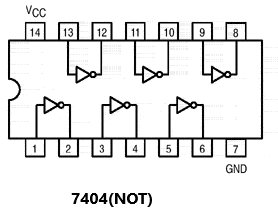 VCC
14 13 12 11 10 9 8
1 2 3 4 5 6 7
GND
7404(NOT)